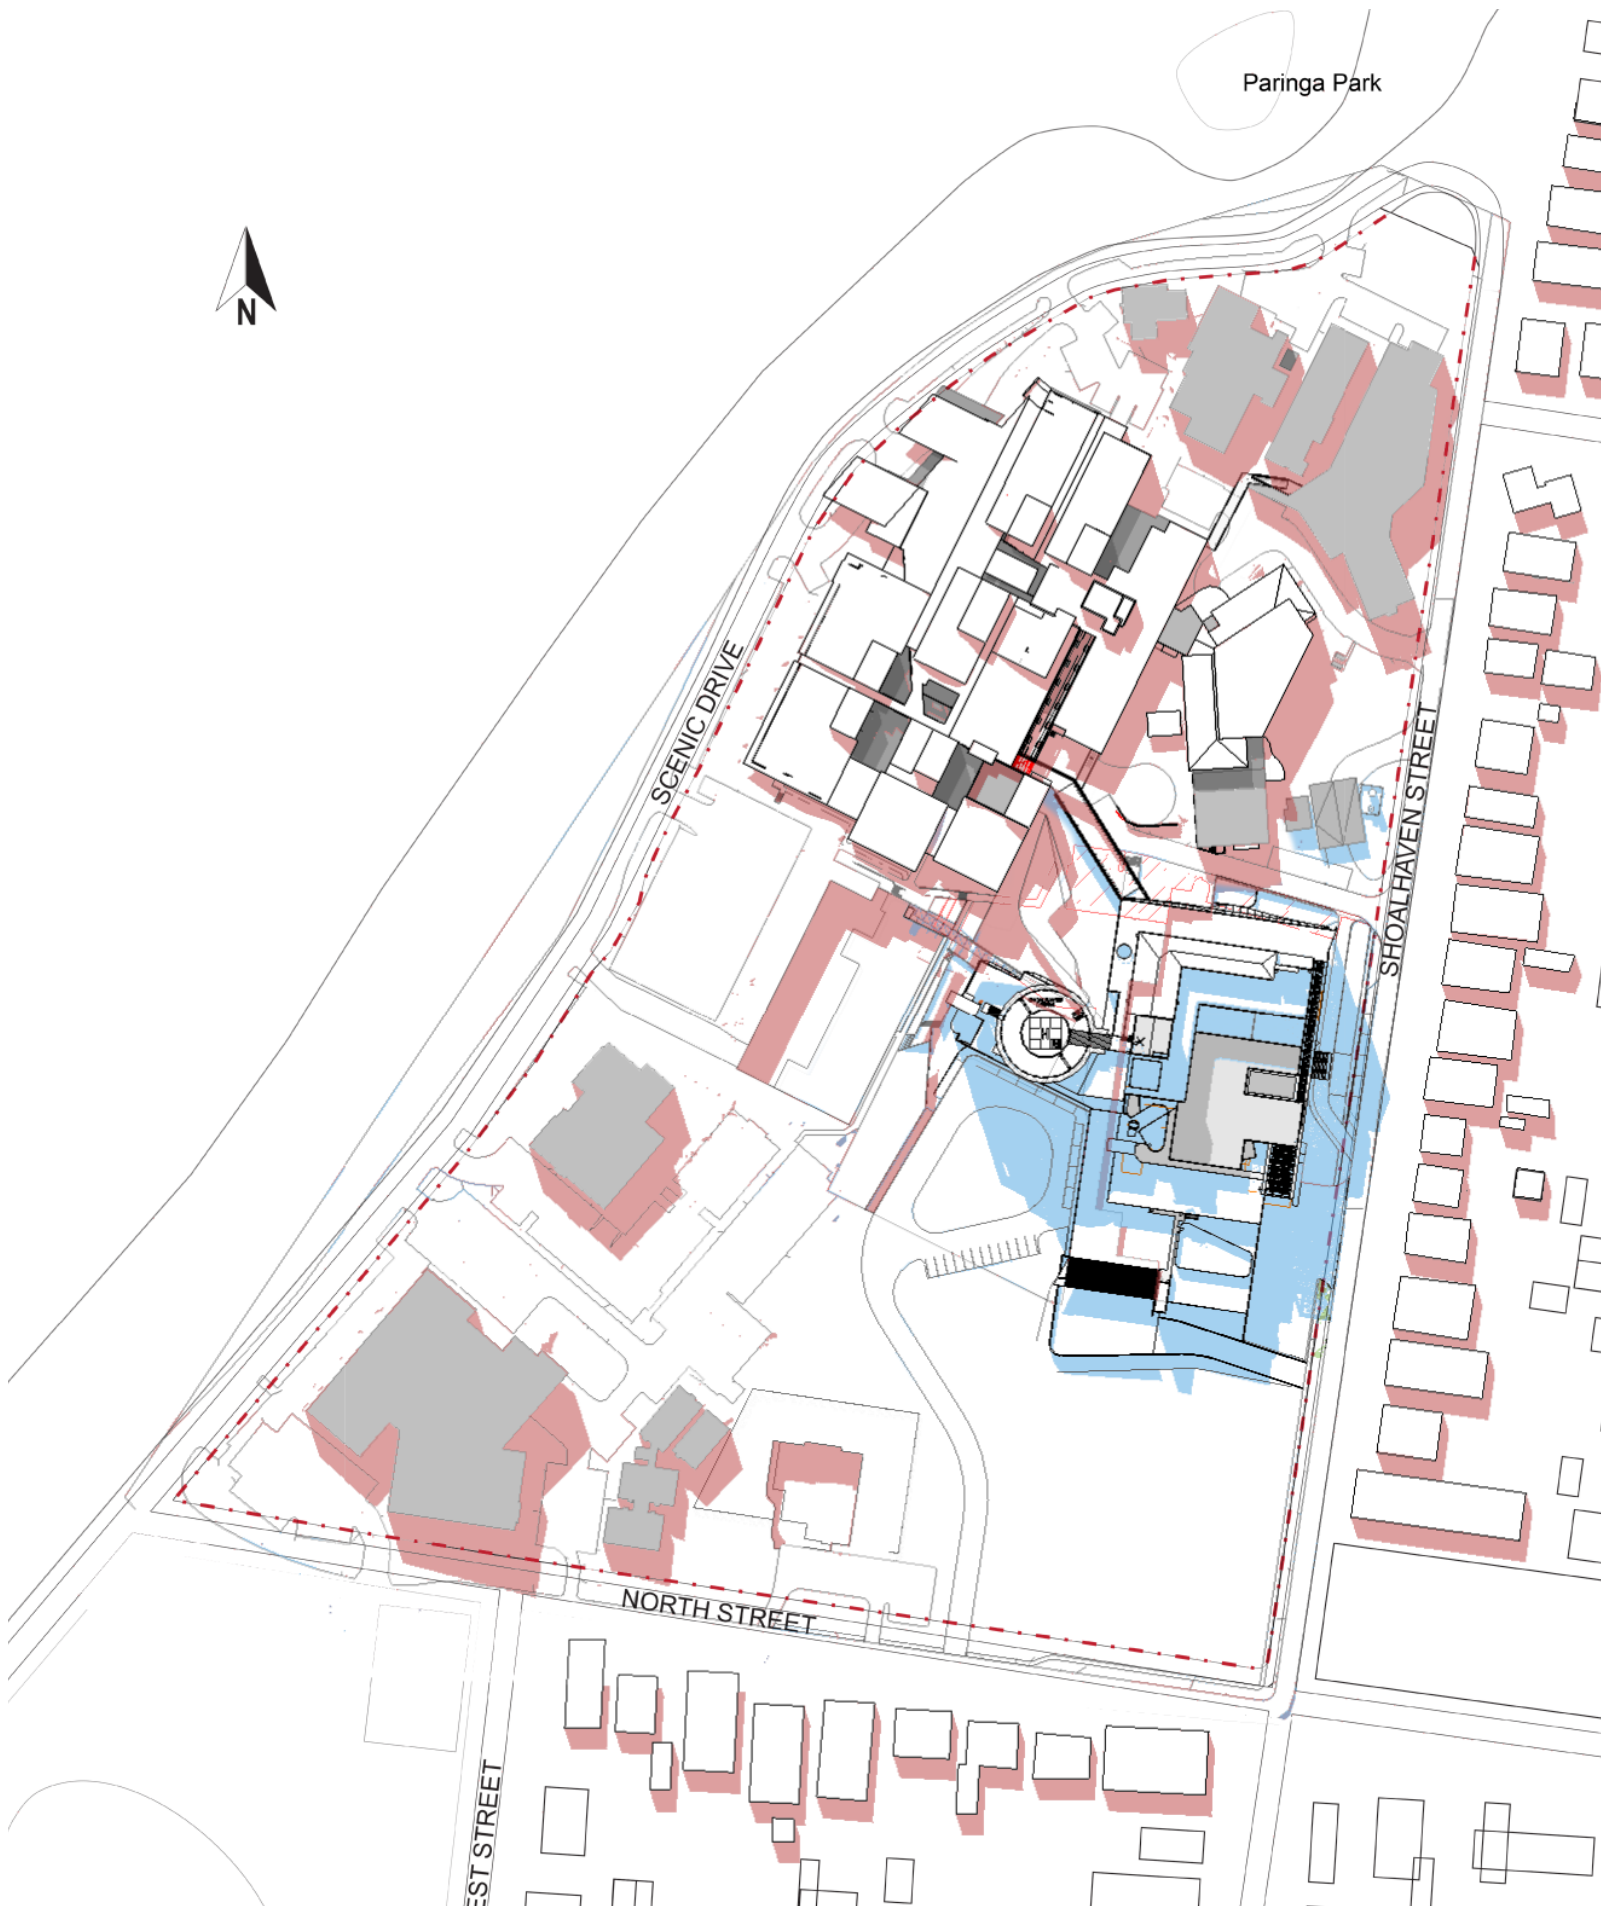 Paringa Park
N
SCENIC DRIVE
SHOALHAVEN STREET
NORTH STREET
EST STREET